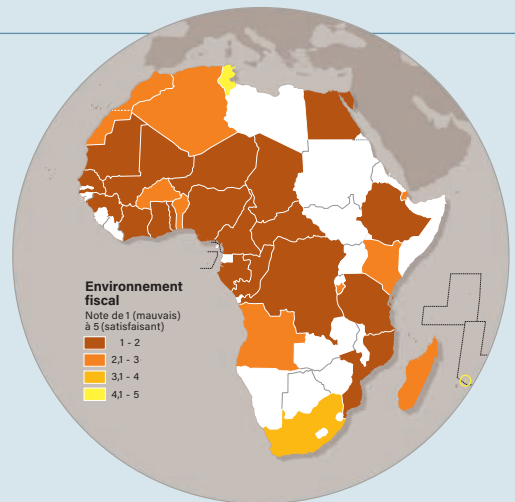 Environnement
fiscal
Note de 1 (mauvais)
à 5 (satisfaisant)
1 - 2
2,1 - 3
3,1 - 4
4,1 - 5